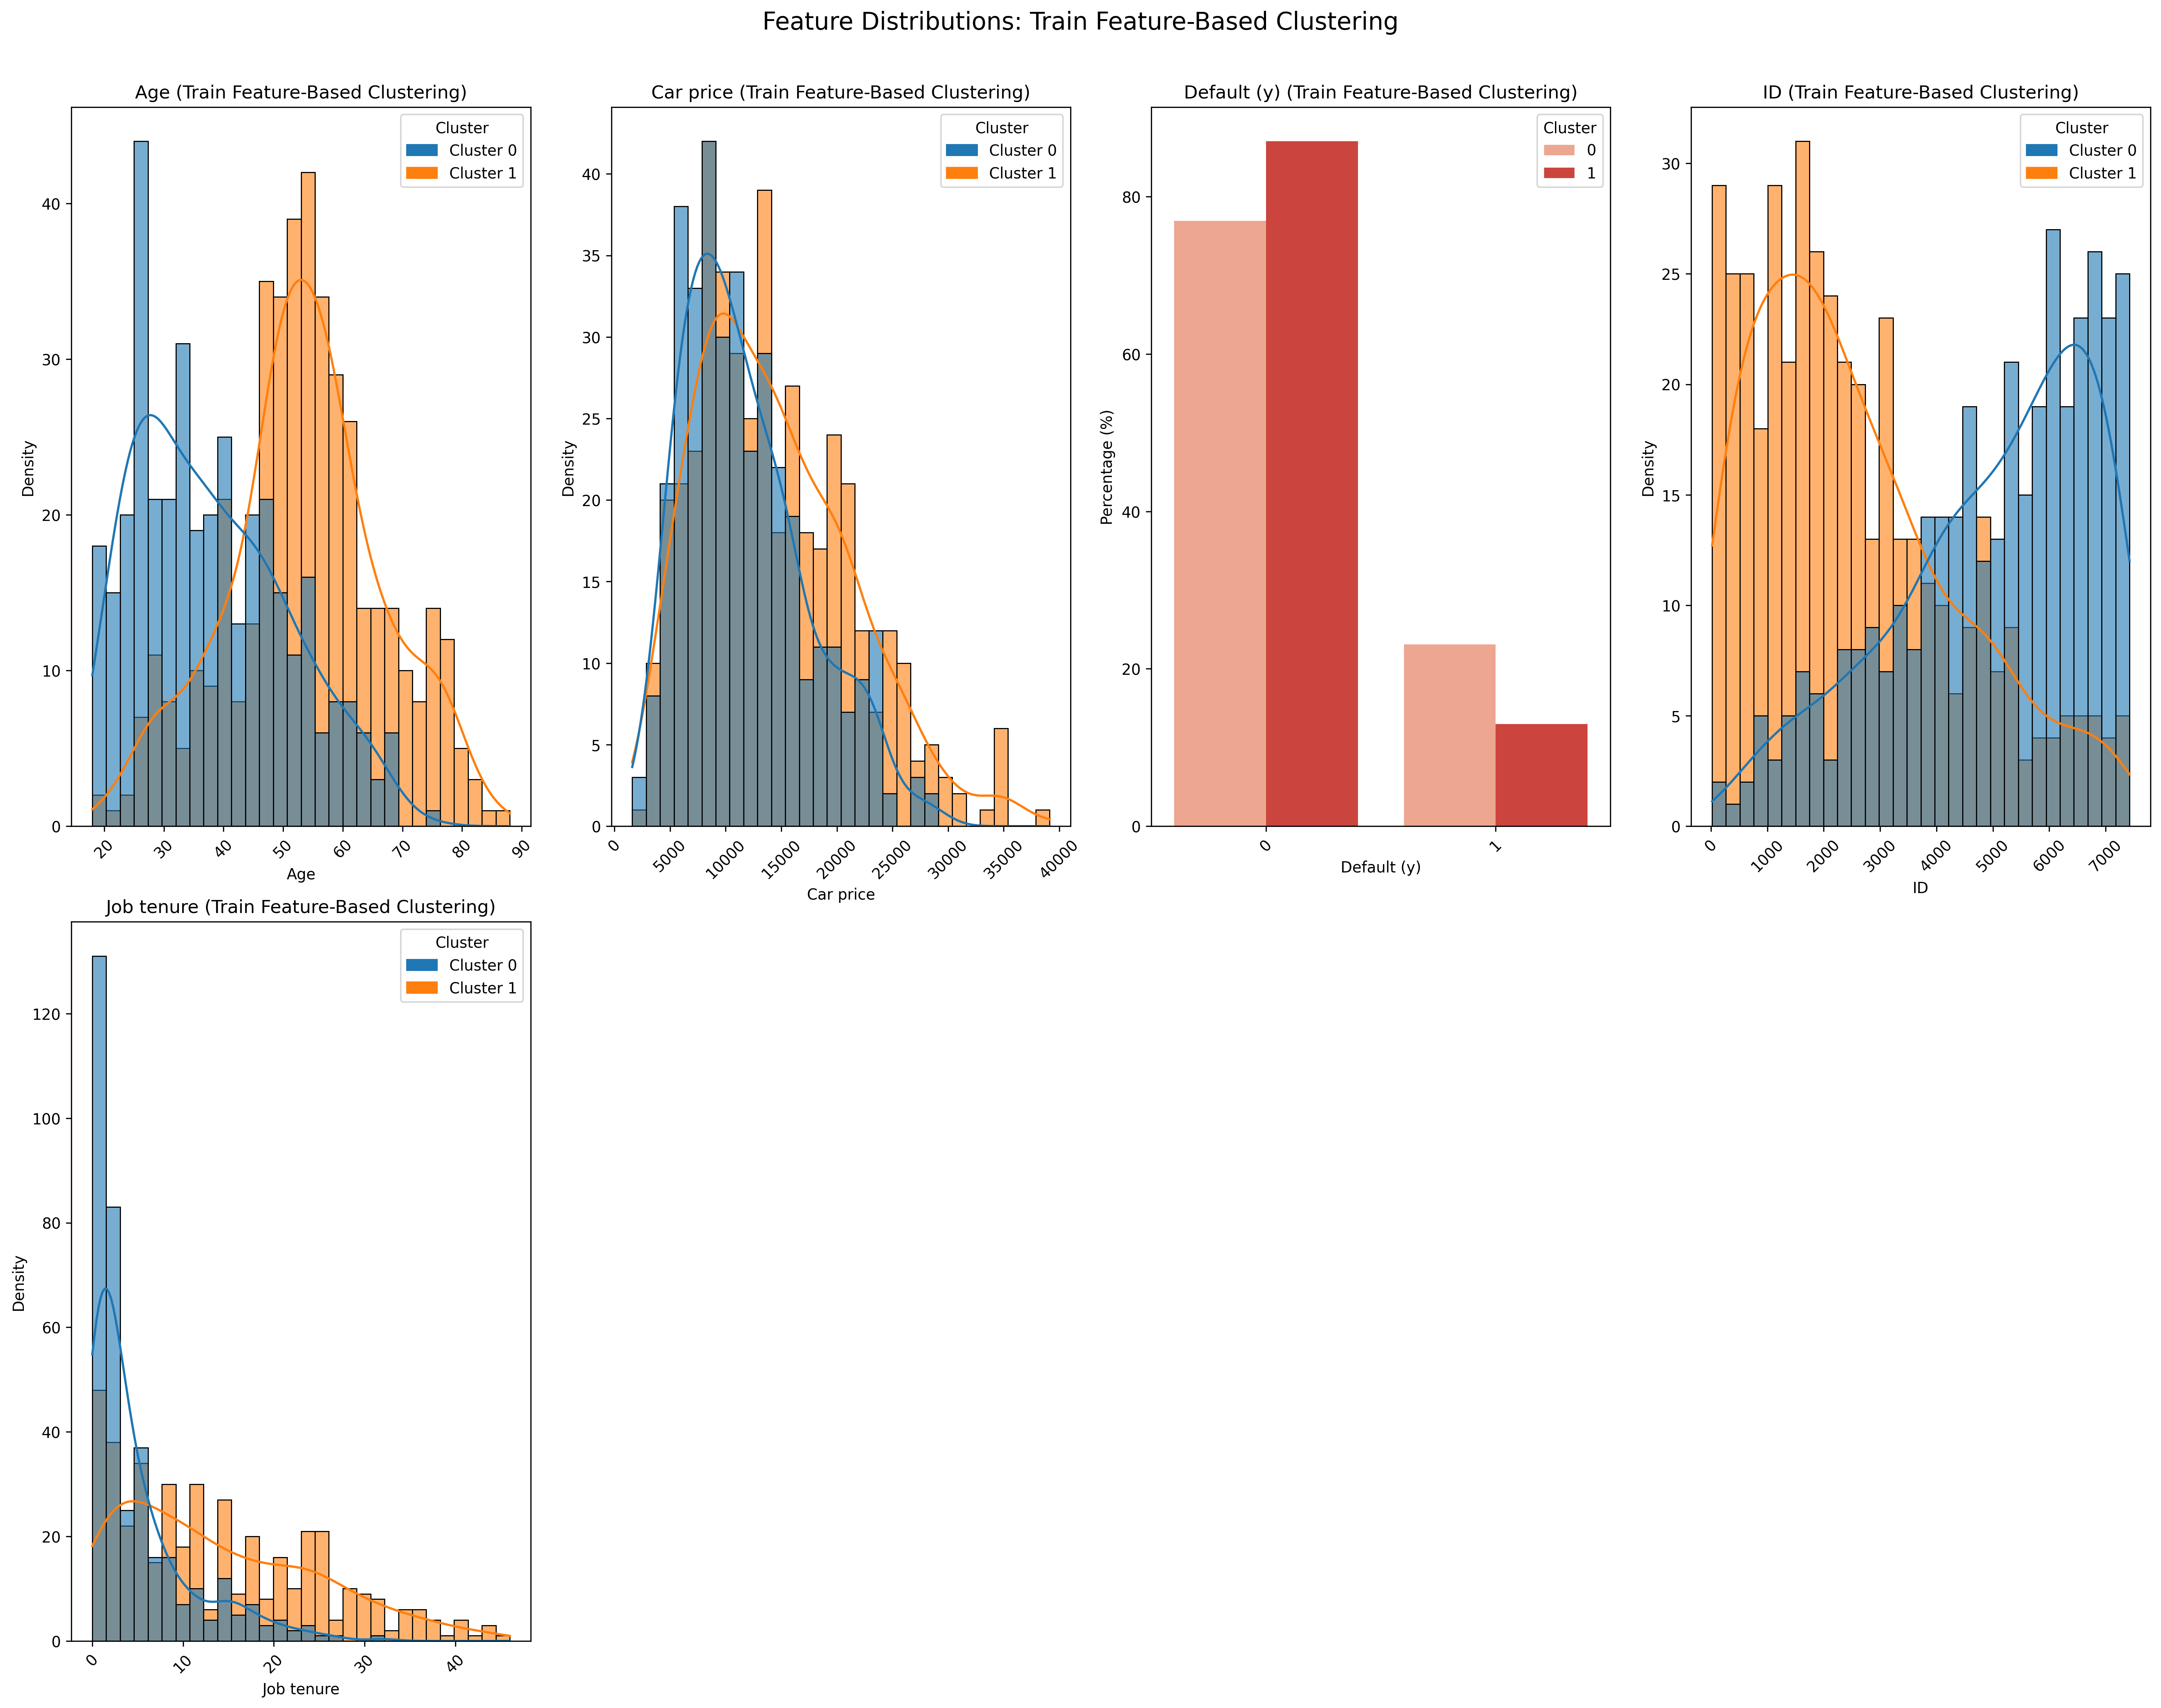 Feature Distributions: Train Feature-Based Clustering
Age (Train Feature-Based Clustering)
Cluster
Cluster 0
Cluster 1
Density
40
30
20
10
0
20
30
40
50
60
70
80
90
Age
Car price (Train Feature-Based Clustering)
Cluster
Cluster 0
Cluster 1
Density
40
35
30
25
20
15
10
5
0
0
5000
10000
15000
20000
25000
30000
35000
40000
Car price
Default (y) (Train Feature-Based Clustering)
Cluster
0
1
Percentage (%)
80
60
40
20
0
0
1
Default (y)
ID (Train Feature-Based Clustering)
Cluster
Cluster 0
Cluster 1
Density
30
25
20
15
10
5
0
0
1000
2000
3000
4000
5000
6000
7000
ID
Job tenure (Train Feature-Based Clustering)
Cluster
Cluster 0
Cluster 1
Density
120
100
80
60
40
20
0
0
10
20
30
40
Job tenure